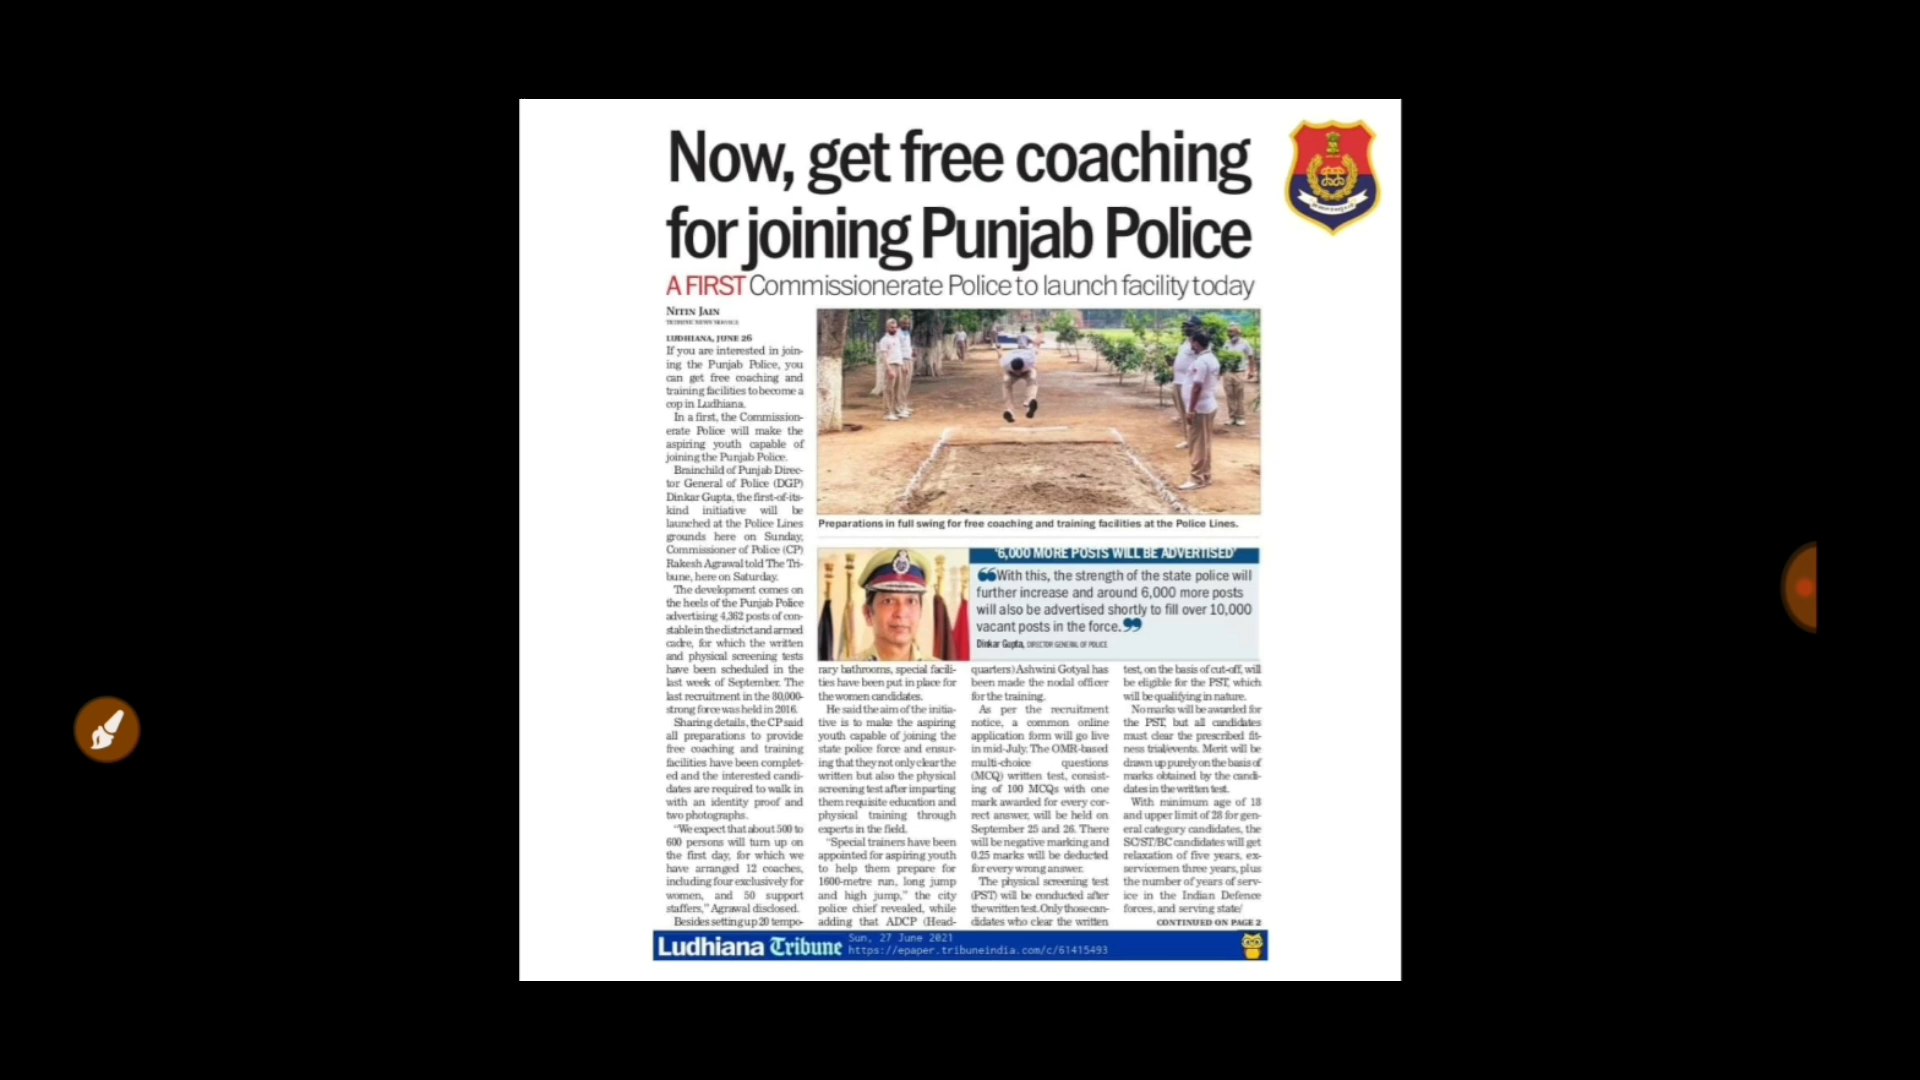 Now, get free coaching
for joining Punjab Police
A FIRST Commissionerate Police to launch facility today
NITIN JAIN
TRIBUNE NEWS SERVICE
LUDHIANA, JUNE 26
If you are interested in join-
ing the Punjab Police, you
can get free coaching and
training facilities to become a
cop in Ludhiana.
In a first, the Commission-
erate Police will make the
aspiring youth capable of
joining the Punjab Police.
Brainchild of Punjab Direc-
tor General of Police (DGP)
Dinkar Gupta, the first-of-its-
kind initiative will be
launched at the Police Lines
grounds here on Sunday,
Commissioner of Police (CP)
Rakesh Agrawal told The Tri-
bune, here on Saturday.
The development comes on
the heels of the Punjab Police
advertising 4,362 posts of con-
stable in the district and armed
cadre, for which the written
and physical screening tests
have been scheduled in the
last week of September. The
last recruitment in the 80,000-
strong force was held in 2016.
Sharing details, the CP said
all preparations to provide
free coaching and training
facilities have been complet-
ed and the interested candi-
dates are required to walk in
with an identity proof and
two photographs.
"We expect that about 500 to
600 persons will turn up on
the first day, for which we
have arranged 12 coaches,
including four exclusively for
women, and 50 support
staffers," Agrawal disclosed.
Besides setting up 20 tempo-
Preparations in full swing for free coaching and training facilities at the Police Lines.
'6,000 MORE POSTS WILL BE ADVERTISED'
“With this, the strength of the state police will
further increase and around 6,000 more posts
will also be advertised shortly to fill over 10,000
vacant posts in the force.”
Dinkar Gupta, DIRECTOR GENERAL OF POLICE
rary bathrooms, special facili-
ties have been put in place for
the women candidates.
He said the aim of the initia-
tive is to make the aspiring
youth capable of joining the
state police force and ensur-
ing that they not only clear the
written but also the physical
screening test after imparting
them requisite education and
physical training through
experts in the field.
"Special trainers have been
appointed for aspiring youth
to help them prepare for
1600-metre run, long jump
and high jump," the city
police chief revealed, while
adding that ADCP (Head-
quarters) Ashwini Gotyal has
been made the nodal officer
for the training.
As per the recruitment
notice, a common online
application form will go live
in mid-July. The OMR-based
multi-choice questions
(MCQ) written test, consist-
ing of 100 MCQs with one
mark awarded for every cor-
rect answer, will be held on
September 25 and 26. There
will be negative marking and
0.25 marks will be deducted
for every wrong answer.
The physical screening test
(PST) will be conducted after
the written test. Only those can-
didates who clear the written
test, on the basis of cut-off, will
be eligible for the PST, which
will be qualifying in nature.
No marks will be awarded for
the PST, but all candidates
must clear the prescribed fit-
ness trial/events. Merit will be
drawn up purely on the basis of
marks obtained by the candi-
dates in the written test.
With minimum age of 18
and upper limit of 28 for gen-
eral category candidates, the
SC/ST/BC candidates will get
relaxation of five years, ex-
servicemen three years, plus
the number of years of serv-
ice in the Indian Defence
forces, and serving state/
CONTINUED ON PAGE 2
Ludhiana Tribune
Sun, 27 June 2021
https://epaper.tribuneindia.com/c/61415493